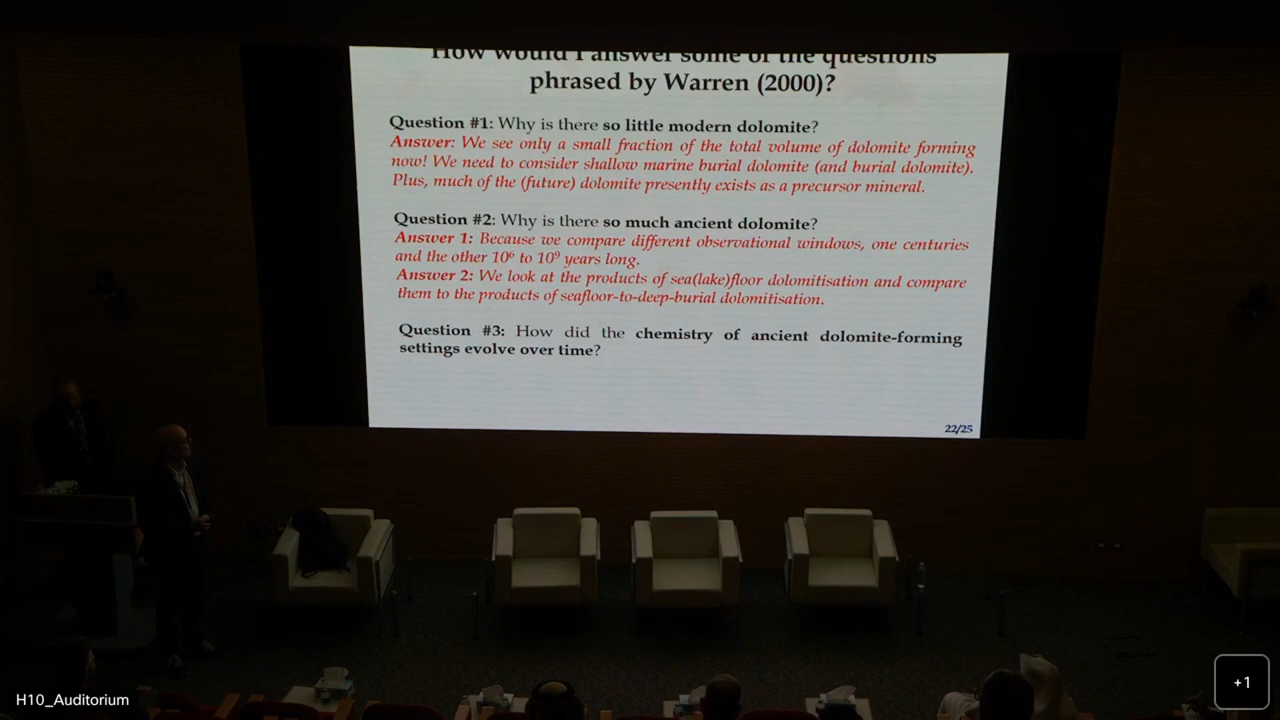 How would I answer some of the questions
phrased by Warren (2000)?
Question #1: Why is there so little modern dolomite?
Answer: We see only a small fraction of the total volume of dolomite forming
now! We need to consider shallow marine burial dolomite (and burial dolomite).
Plus, much of the (future) dolomite presently exists as a precursor mineral.
Question #2: Why is there so much ancient dolomite?
Answer 1: Because we compare different observational windows, one centuries
and the other 10⁶ to 10⁹ years long.
Answer 2: We look at the products of sea(lake)floor dolomitisation and compare
them to the products of seafloor-to-deep-burial dolomitisation.
Question #3: How did the chemistry of ancient dolomite-forming
settings evolve over time?
22/25
H10_Auditorium
+1